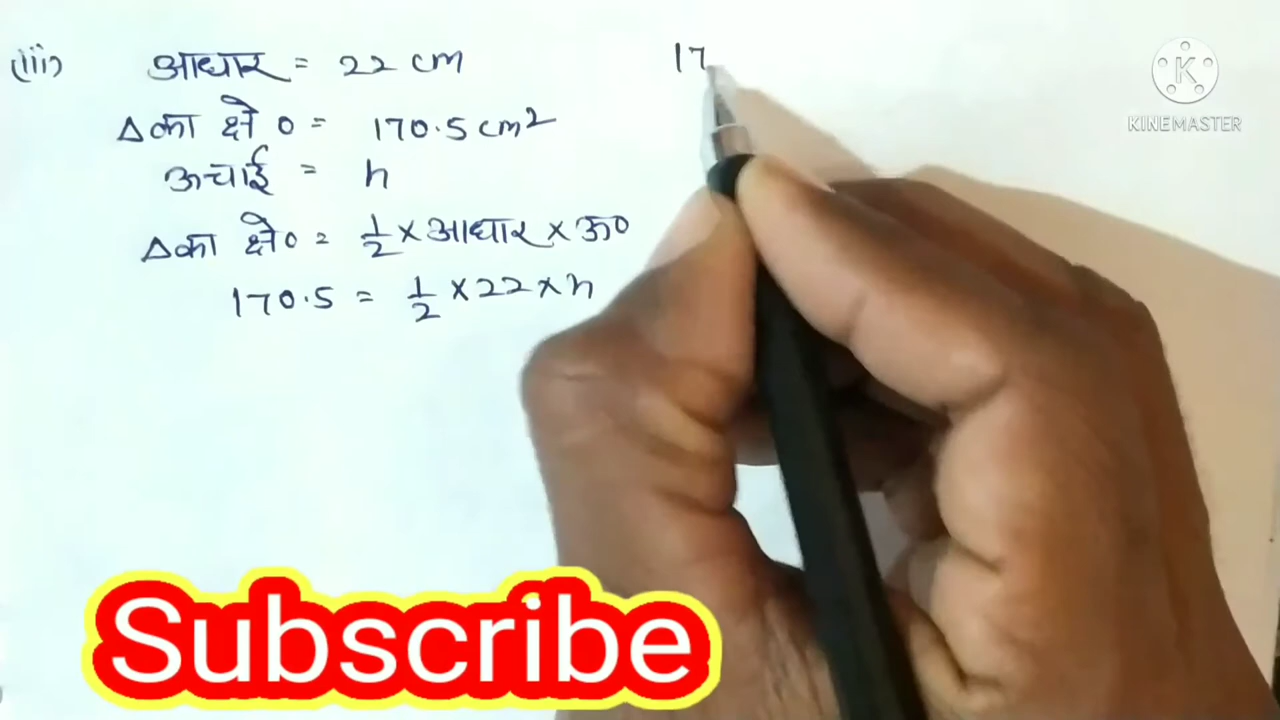 (iii) आधार = 22 cm
△का क्षे० = 170.5 cm²
ऊचाई = h
△का क्षे० = 1/2 × आधार × ऊ०
170.5 = 1/2 × 22 × h
17
KINEMASTER
Subscribe